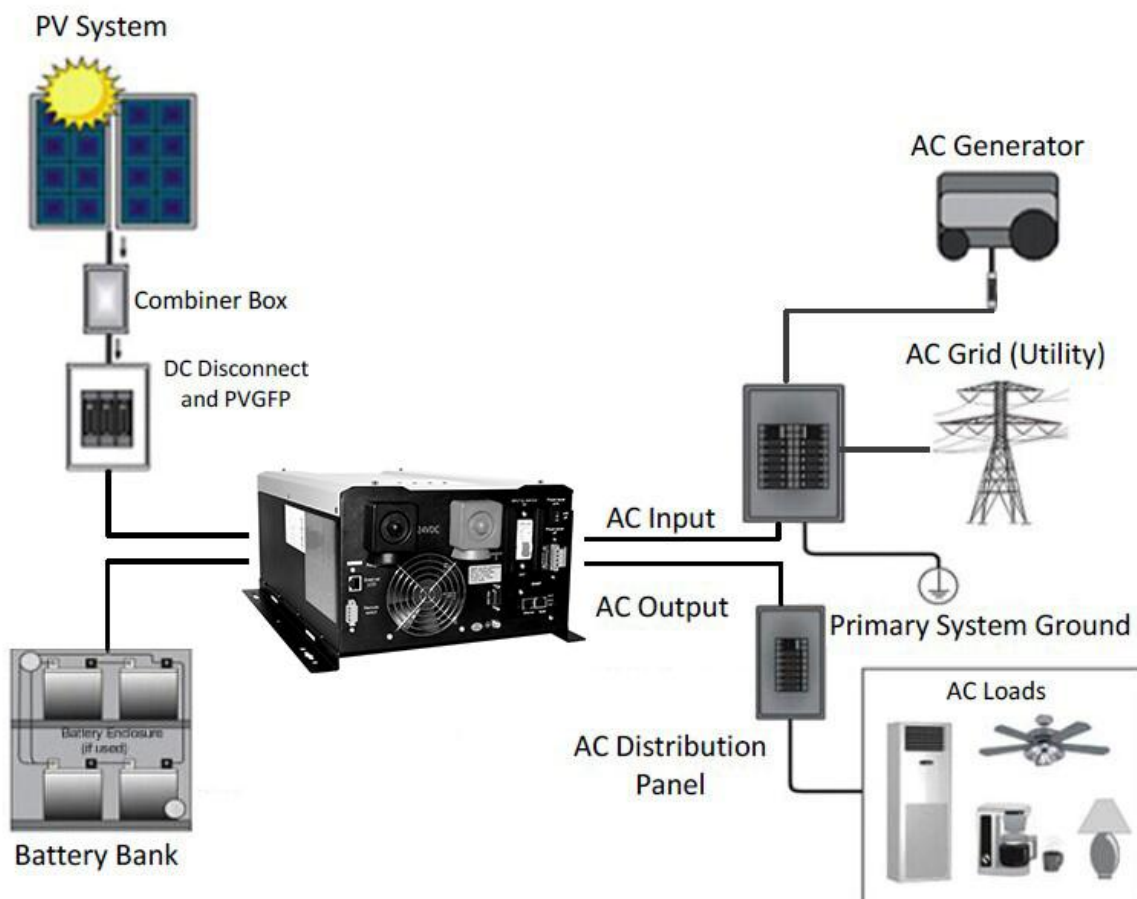 PV System
AC Generator
Combiner Box
DC Disconnect
and PVGFP
AC Grid (Utility)
24VDC
AC Input
AC Output
Primary System Ground
Battery Enclosure
(if used)
AC Distribution
Panel
AC Loads
Battery Bank